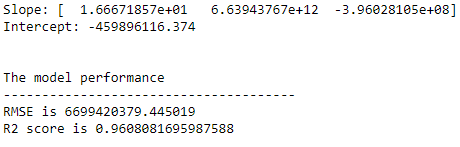 Slope: [  1.66671857e+01   6.63943767e+12  -3.96028105e+08]
Intercept: -459896116.374
The model performance
--------------------------------------
RMSE is 6699420379.445019
R2 score is 0.9608081695987588